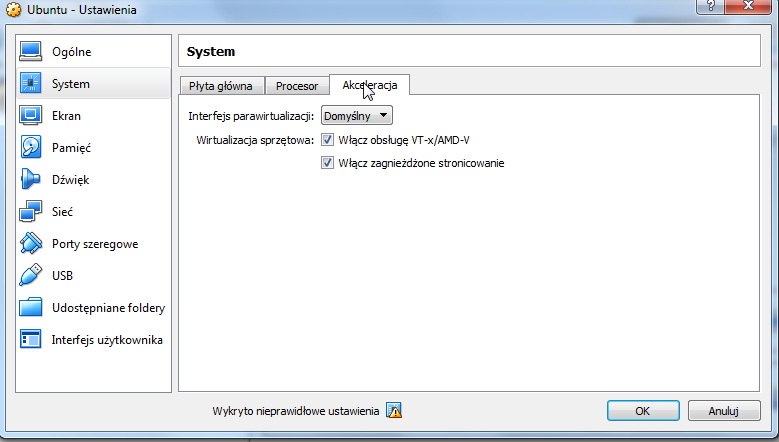 Ubuntu - Ustawienia
?
Ogólne
System
Ekran
Pamięć
Dźwięk
Sieć
Porty szeregowe
USB
Udostępniane foldery
Interfejs użytkownika
System
Płyta główna
Procesor
Akceleracja
Interfejs parawirtualizacji: Domyślny
Wirtualizacja sprzętowa: Włącz obsługę VT-x/AMD-V
Włącz zagnieżdżone stronicowanie
Wykryto nieprawidłowe ustawienia
OK
Anuluj